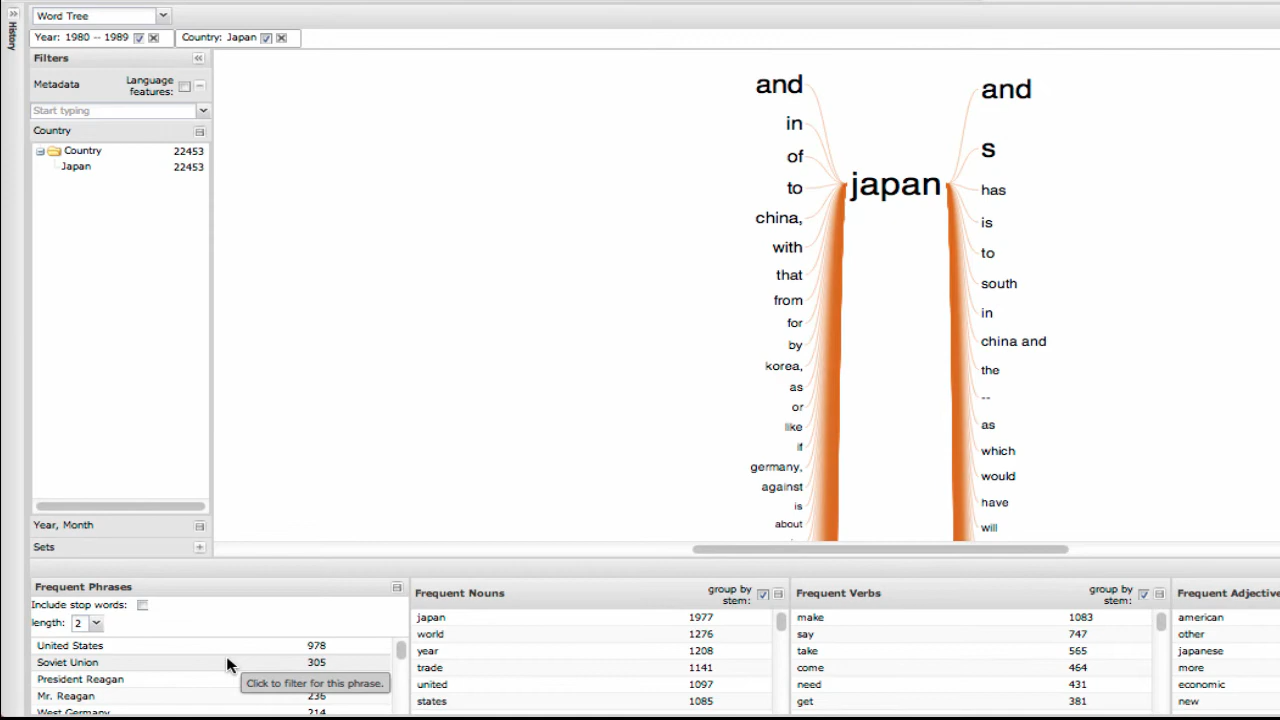 History
Word Tree
Year: 1980 -- 1989
Country: Japan
Filters
Metadata
Language features:
Start typing
Country
Country 22453
Japan 22453
Year, Month
Sets
and
in
of
to
china,
with
that
from
for
by
korea,
as
or
like
if
germany,
against
is
about
japan
and
s
has
is
to
south
in
china and
the
--
as
which
would
have
will
Frequent Phrases
Include stop words:
length: 2
United States 978
Soviet Union 305
President Reagan
Mr. Reagan 236
West Germany 214
Click to filter for this phrase.
Frequent Nouns
group by stem:
japan 1977
world 1276
year 1208
trade 1141
united 1097
states 1085
Frequent Verbs
group by stem:
make 1083
say 747
take 565
come 464
need 431
get 381
Frequent Adjective
american
other
japanese
more
economic
new